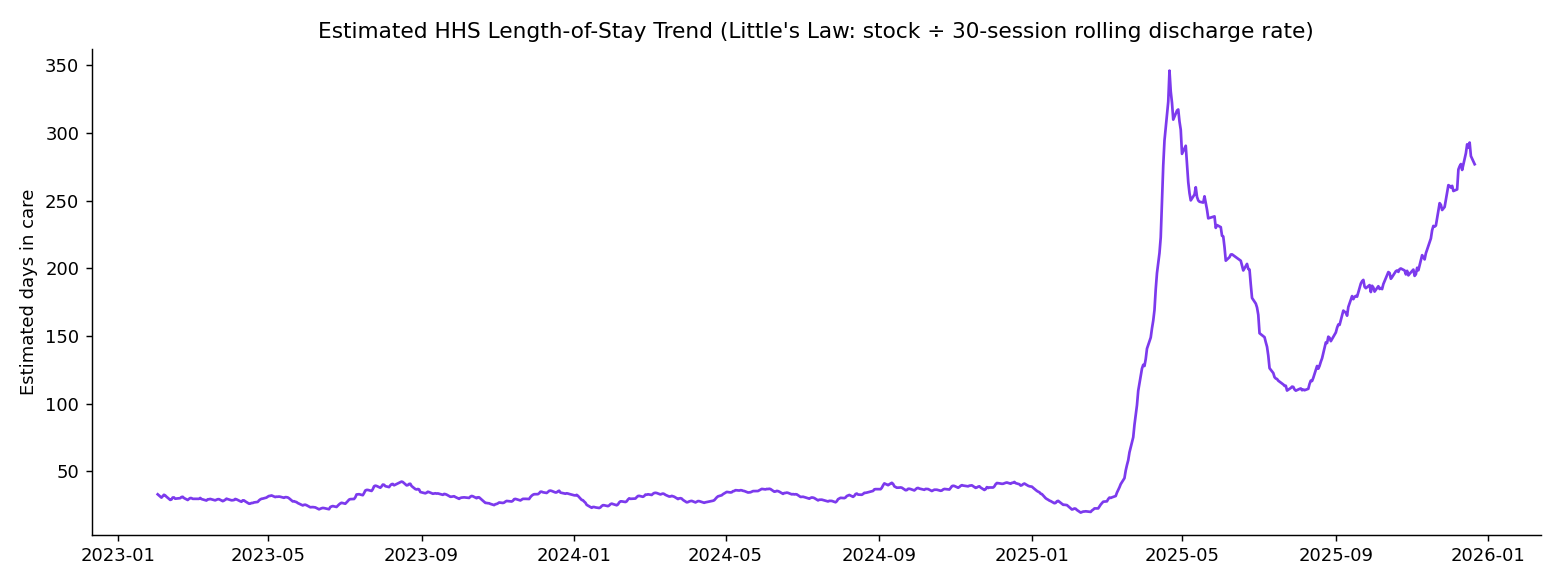 Estimated HHS Length-of-Stay Trend (Little's Law: stock ÷ 30-session rolling discharge rate)
Estimated days in care
350
300
250
200
150
100
50
2023-01 2023-05 2023-09 2024-01 2024-05 2024-09 2025-01 2025-05 2025-09 2026-01